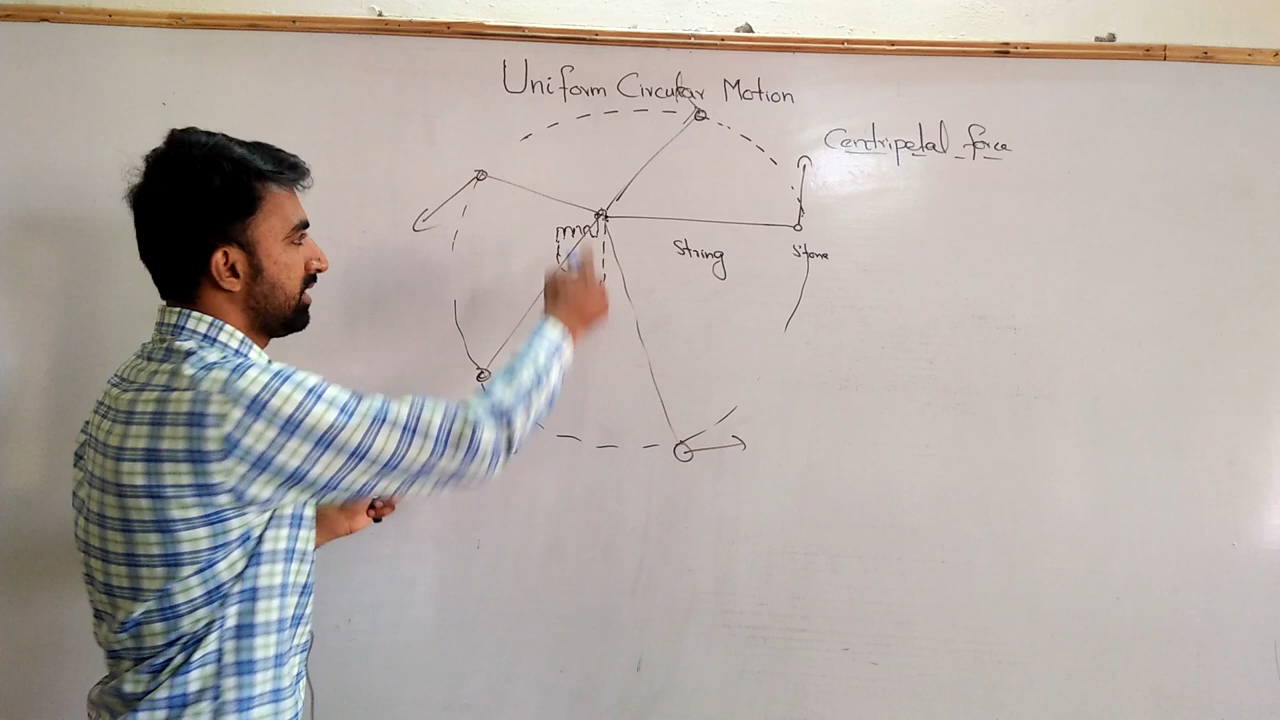 Uniform Circular Motion
Centripetal force
String
Stone